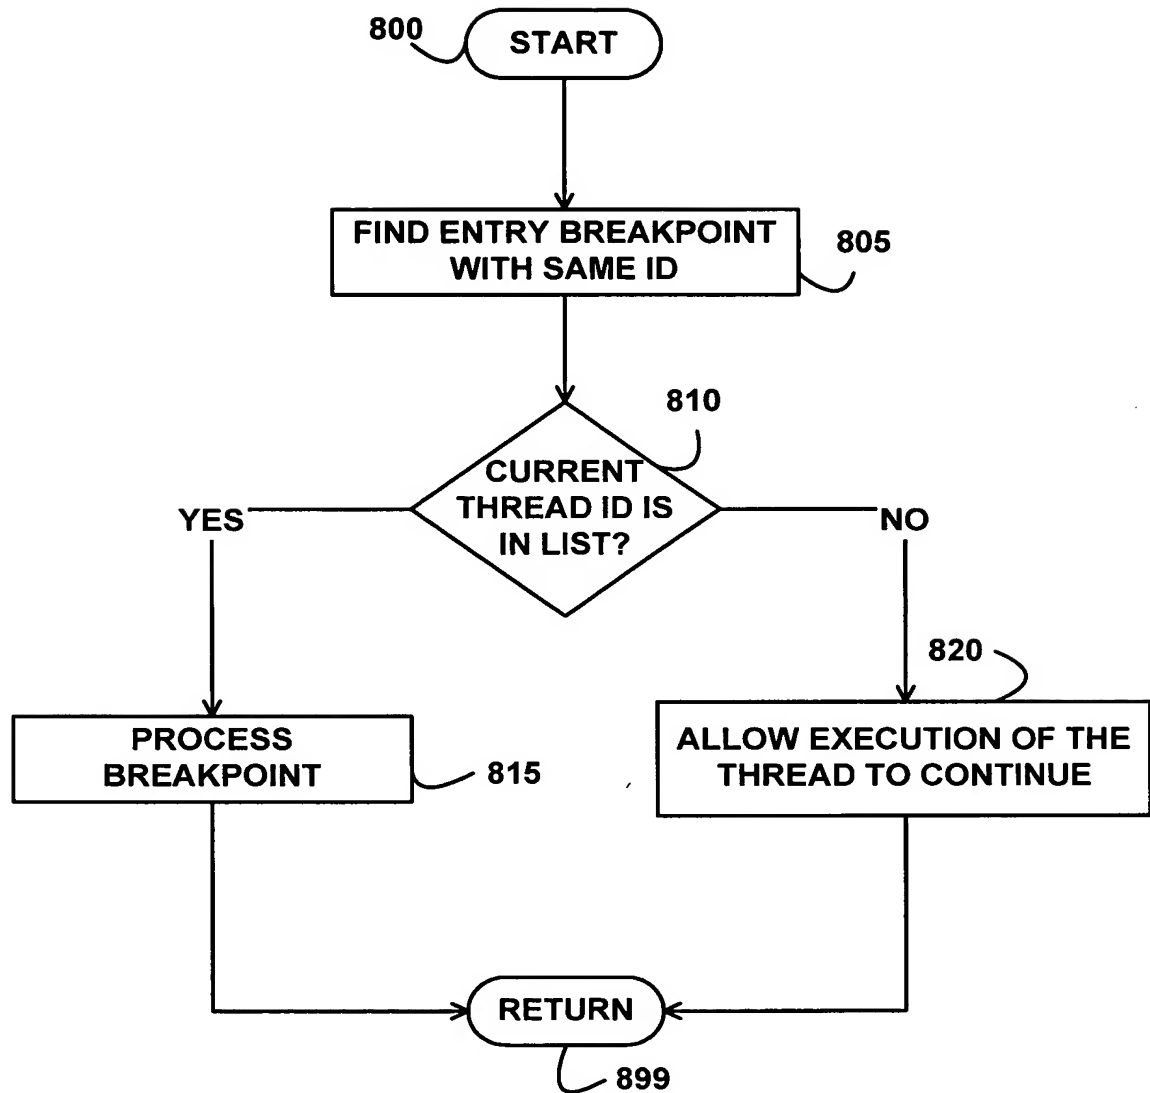 800
START
FIND ENTRY BREAKPOINT
WITH SAME ID
805
810
CURRENT
THREAD ID IS
IN LIST?
YES
NO
820
PROCESS
BREAKPOINT
815
ALLOW EXECUTION OF THE
THREAD TO CONTINUE
RETURN
899